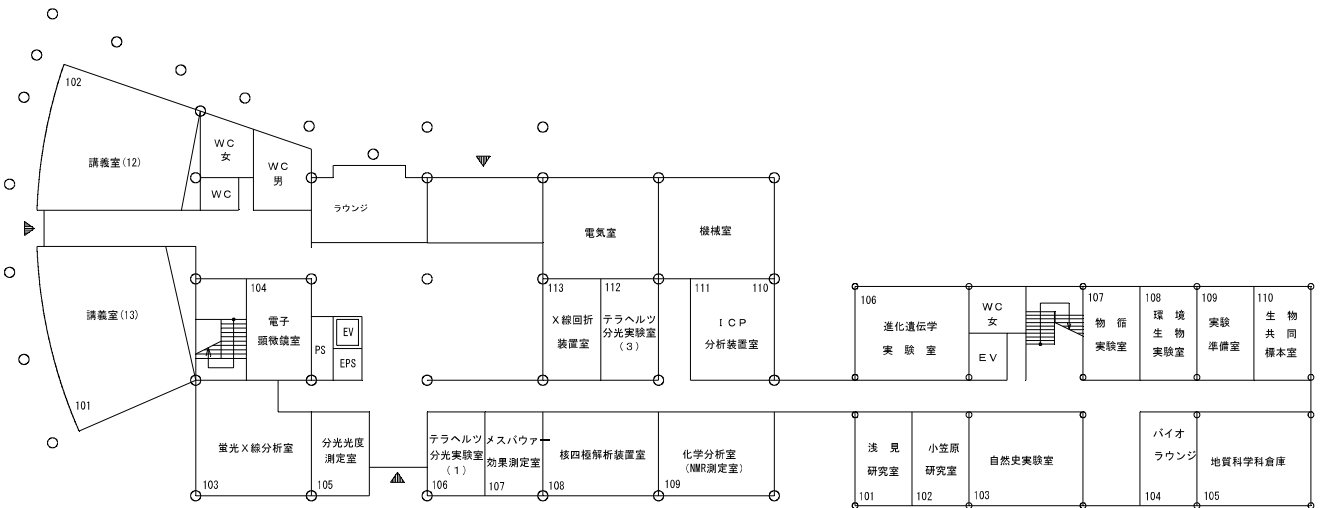 102
講義室(12)
WC
女
WC
WC
男
ラウンジ
電気室
機械室
講義室(13)
101
104
電子
顕微鏡室
PS
EV
EPS
113
X線回折
装置室
112
テラヘルツ
分光実験室
(3)
111
110
ICP
分析装置室
106
進化遺伝学
実験室
WC
女
EV
107
物循
実験室
108
環境
生物
実験室
109
実験
準備室
110
生物
共同
標本室
蛍光X線分析室
103
分光光度
測定室
105
テラヘルツ
分光実験室
(1)
106
メスバウァー
効果測定室
107
核四極解析装置室
108
化学分析室
(NMR測定室)
109
浅見
研究室
101
小笠原
研究室
102
自然史実験室
103
バイオ
ラウンジ
104
地質科学科倉庫
105